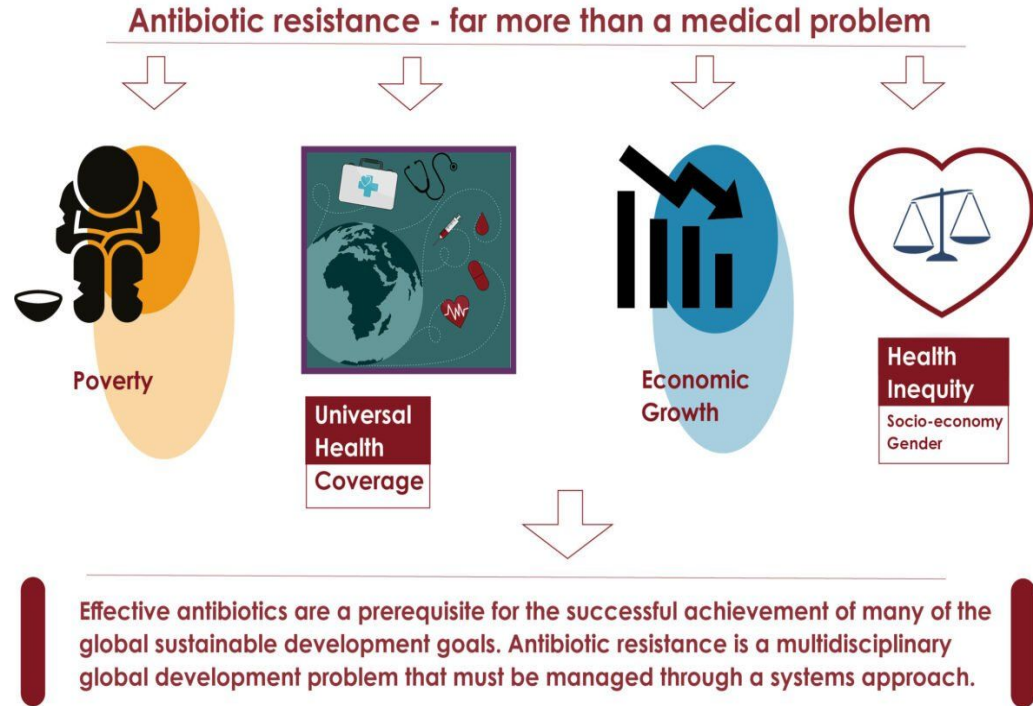 Antibiotic resistance - far more than a medical problem
Poverty
Universal
Health
Coverage
Economic
Growth
Health
Inequity
Socio-economy
Gender
Effective antibiotics are a prerequisite for the successful achievement of many of the
global sustainable development goals. Antibiotic resistance is a multidisciplinary
global development problem that must be managed through a systems approach.